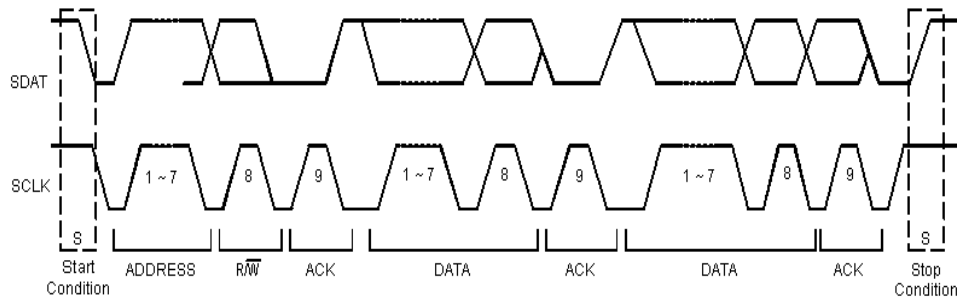 SDAT
SCLK
1 ~ 7 8 9 1 ~ 7 8 9 1 ~ 7 8 9
S S
Start Condition ADDRESS R/W̅ ACK DATA ACK DATA ACK Stop Condition